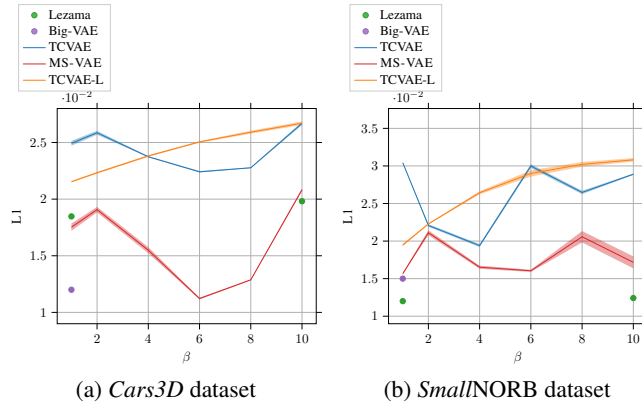 Lezama
Big-VAE
TCVAE
MS-VAE
TCVAE-L
·10⁻²
2.5
2
1.5
1
L1
2 4 6 8 10
β
(a) Cars3D dataset
Lezama
Big-VAE
TCVAE
MS-VAE
TCVAE-L
·10⁻²
3.5
3
2.5
2
1.5
1
L1
2 4 6 8 10
β
(b) SmallNORB dataset